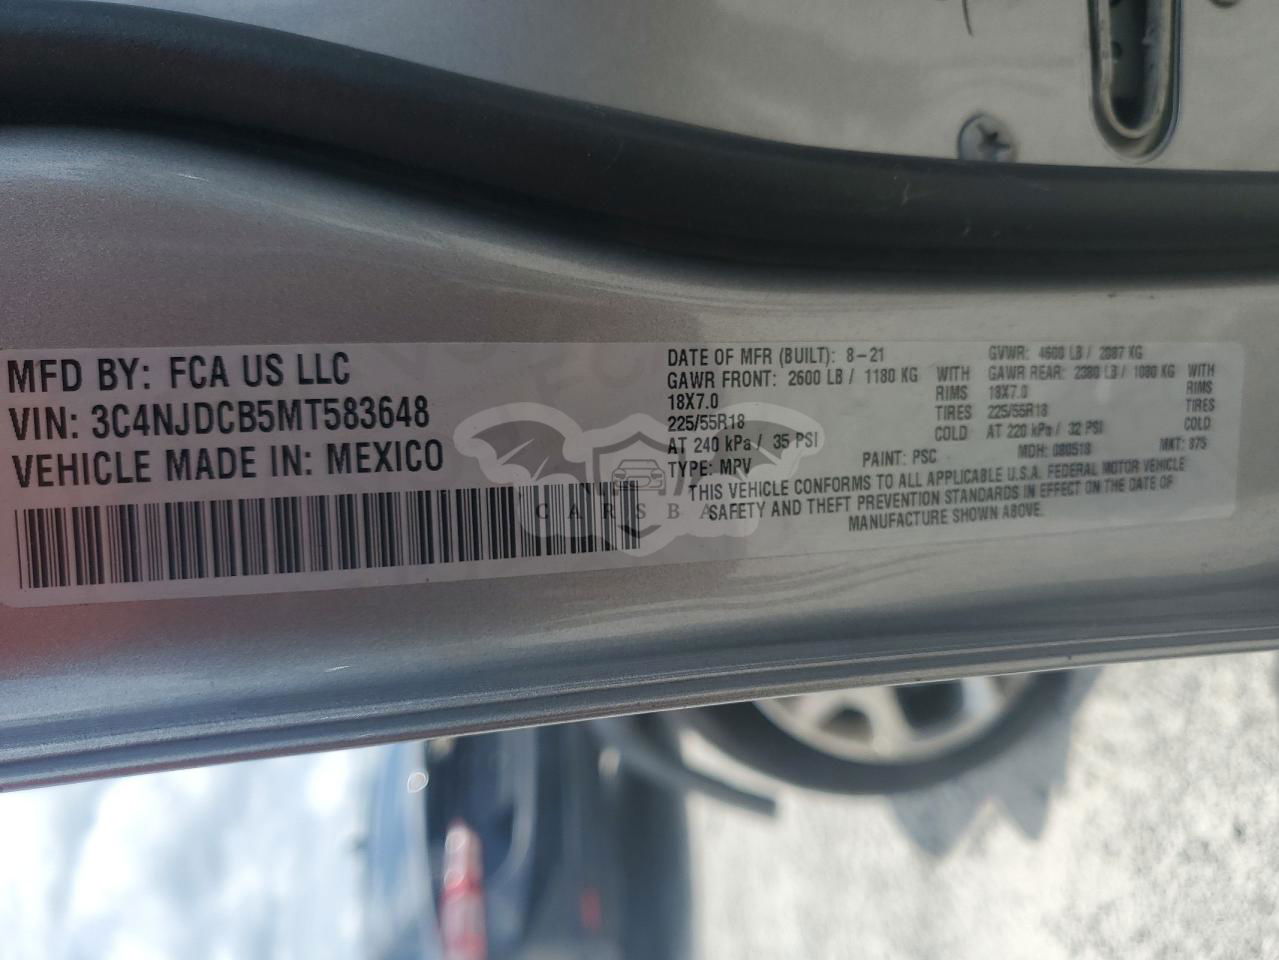 MFD BY: FCA US LLC
VIN: 3C4NJDCB5MT583648
VEHICLE MADE IN: MEXICO
DATE OF MFR (BUILT): 8-21
GAWR FRONT: 2600 LB / 1180 KG WITH
18X7.0 RIMS
225/55R18 TIRES
AT 240 kPa / 35 PSI COLD
TYPE: MPV PAINT: PSC
GVWR: 4600 LB / 2087 KG
GAWR REAR: 2380 LB / 1080 KG WITH
18X7.0 RIMS
225/55R18 TIRES
AT 220 kPa / 32 PSI COLD
MDH: 080518 MKT: 875
THIS VEHICLE CONFORMS TO ALL APPLICABLE U.S.A. FEDERAL MOTOR VEHICLE
SAFETY AND THEFT PREVENTION STANDARDS IN EFFECT ON THE DATE OF
MANUFACTURE SHOWN ABOVE.